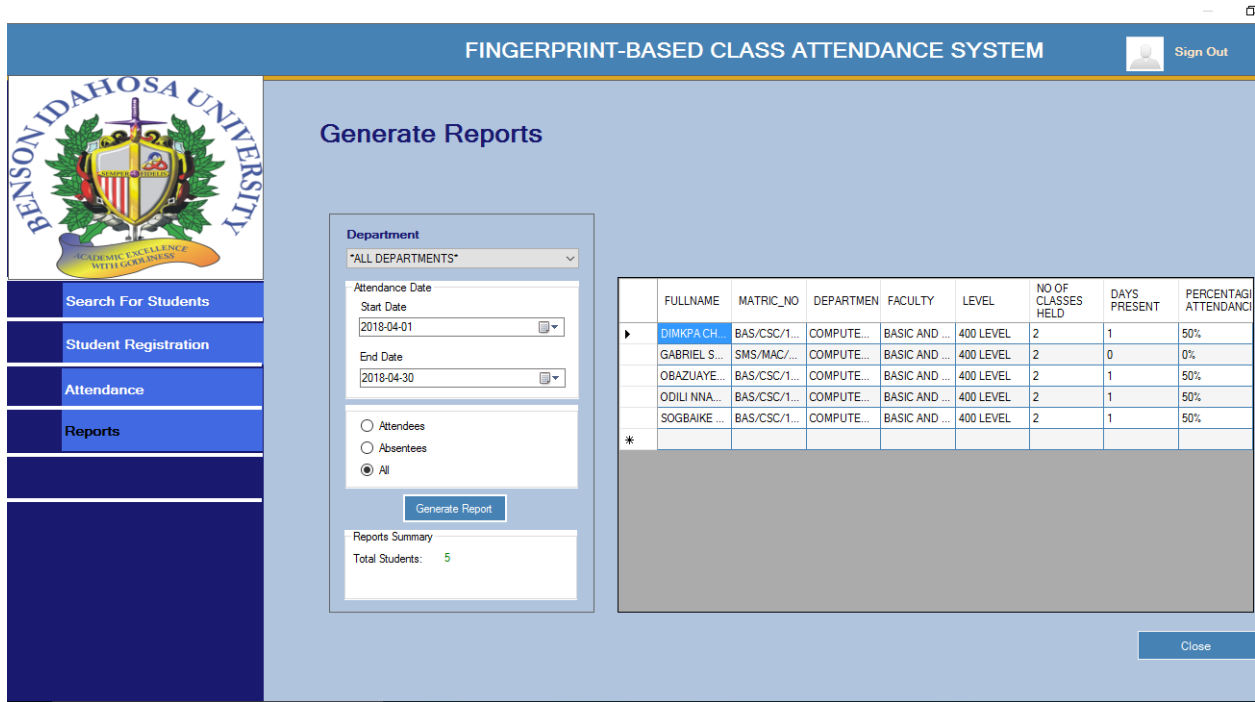 FINGERPRINT-BASED CLASS ATTENDANCE SYSTEM
Sign Out
BENSON IDAHOSA UNIVERSITY
SEMPER FIDELIS
ACADEMIC EXCELLENCE
WITH GODLINESS
Search For Students
Student Registration
Attendance
Reports
Generate Reports
Department
*ALL DEPARTMENTS*
Attendance Date
Start Date
2018-04-01
End Date
2018-04-30
Attendees
Absentees
All
Generate Report
Reports Summary
Total Students: 5
FULLNAME MATRIC_NO DEPARTMEN FACULTY LEVEL NO OF CLASSES HELD DAYS PRESENT PERCENTAGI ATTENDANCI
DIMKPA CH... BAS/CSC/1... COMPUTE... BASIC AND ... 400 LEVEL 2 1 50%
GABRIEL S... SMS/MAC/... COMPUTE... BASIC AND ... 400 LEVEL 2 0 0%
OBAZUAYE... BAS/CSC/1... COMPUTE... BASIC AND ... 400 LEVEL 2 1 50%
ODILI NNA... BAS/CSC/1... COMPUTE... BASIC AND ... 400 LEVEL 2 1 50%
SOGBAIKE ... BAS/CSC/1... COMPUTE... BASIC AND ... 400 LEVEL 2 1 50%
Close